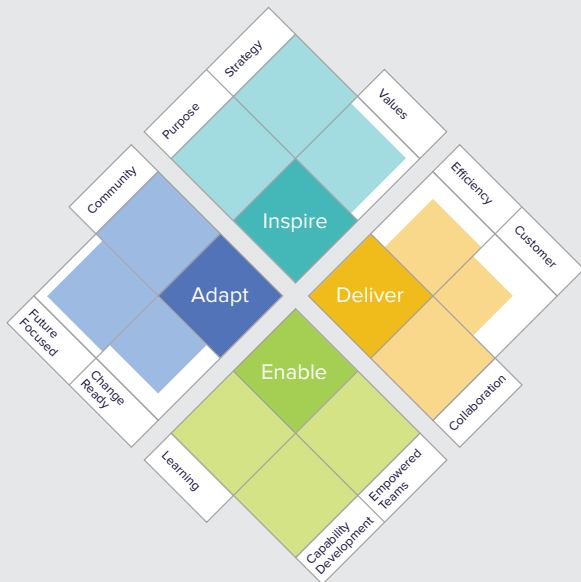 Strategy
Purpose
Values
Inspire
Community
Adapt
Future
Focused
Change
Ready
Efficiency
Customer
Deliver
Collaboration
Enable
Learning
Empowered
Teams
Capability
Development